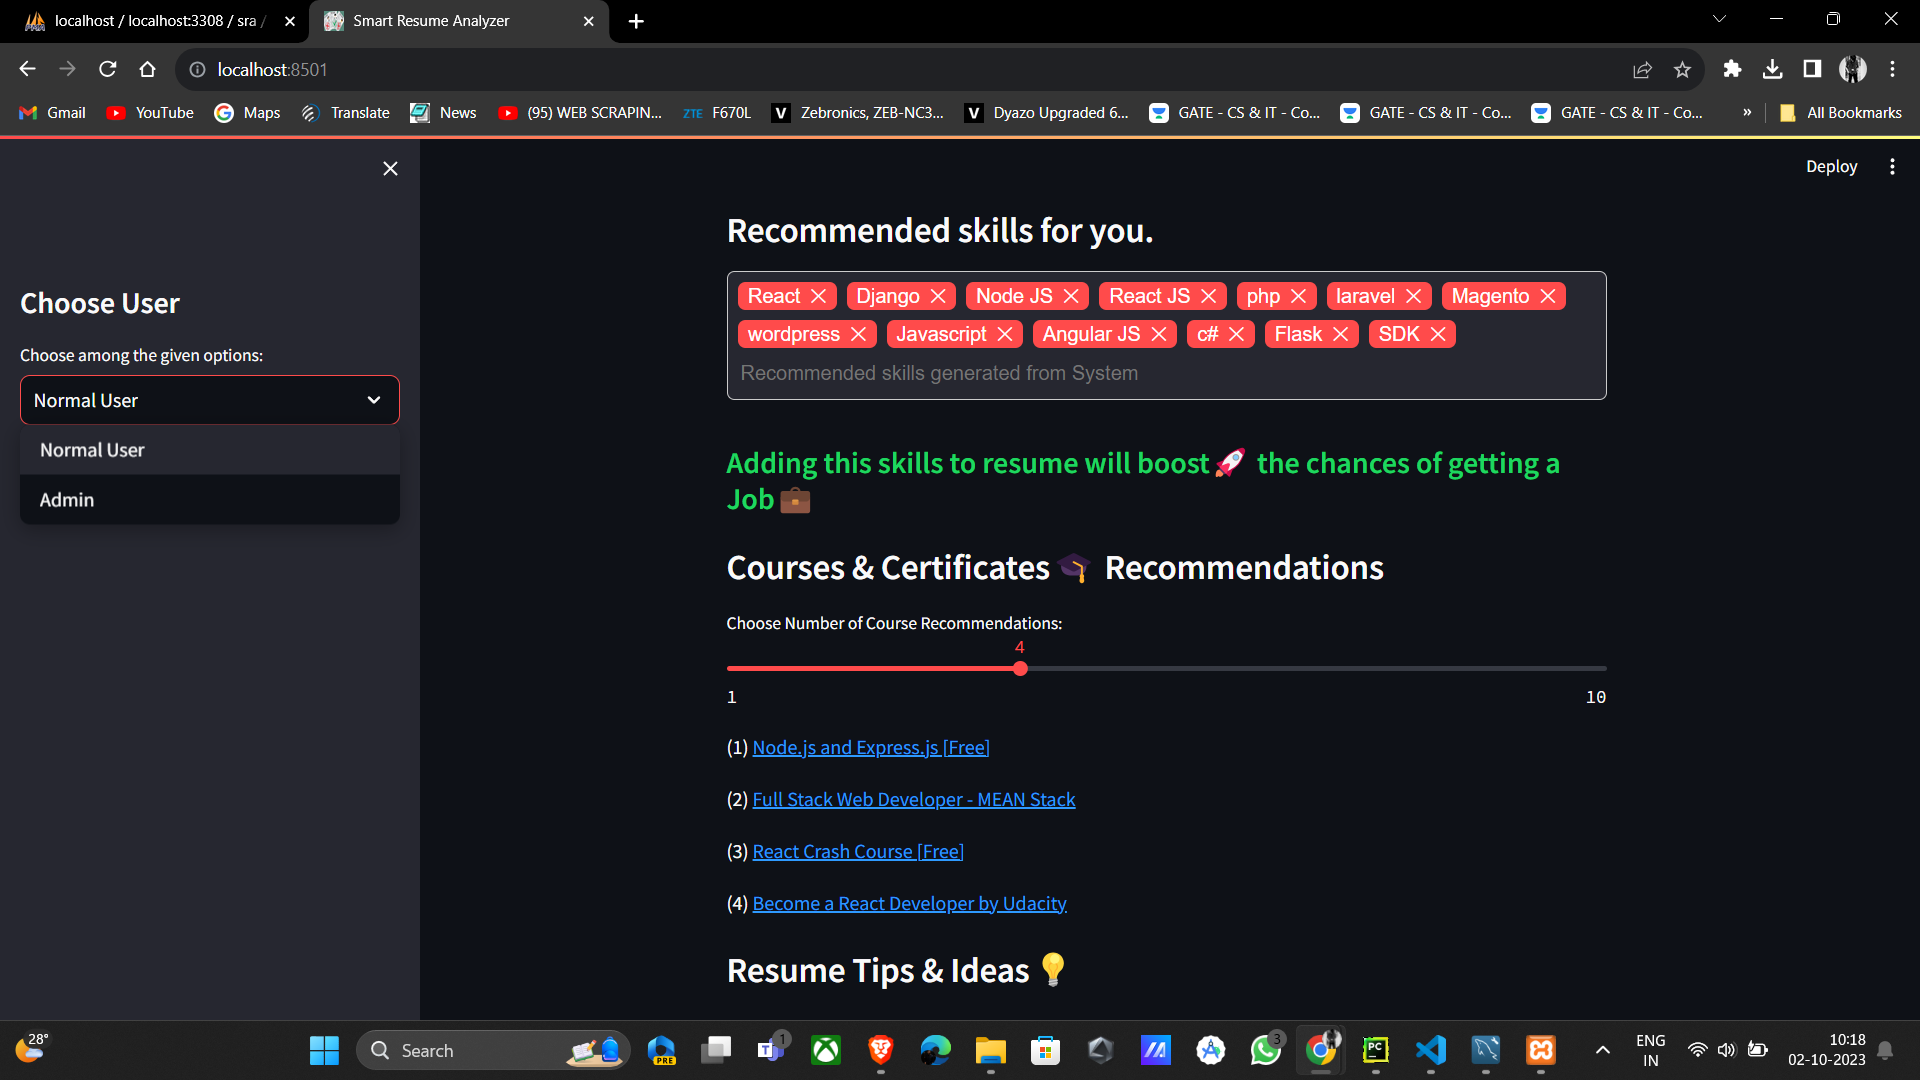 localhost / localhost:3308 / sra /
Smart Resume Analyzer
localhost:8501
Gmail
YouTube
Maps
Translate
News
(95) WEB SCRAPIN...
ZTE F670L
V Zebronics, ZEB-NC3...
V Dyazo Upgraded 6...
GATE - CS & IT - Co...
GATE - CS & IT - Co...
GATE - CS & IT - Co...
»
All Bookmarks
Deploy
Choose User
Choose among the given options:
Normal User
Normal User
Admin
Recommended skills for you.
React Django Node JS React JS php laravel Magento
wordpress Javascript Angular JS c# Flask SDK
Recommended skills generated from System
Adding this skills to resume will boost🚀 the chances of getting a
Job💼
Courses & Certificates🎓 Recommendations
Choose Number of Course Recommendations:
4
1
10
(1) Node.js and Express.js [Free]
(2) Full Stack Web Developer - MEAN Stack
(3) React Crash Course [Free]
(4) Become a React Developer by Udacity
Resume Tips & Ideas💡
28°
Search
PRE
1
3
PC
ENG
IN
10:18
02-10-2023